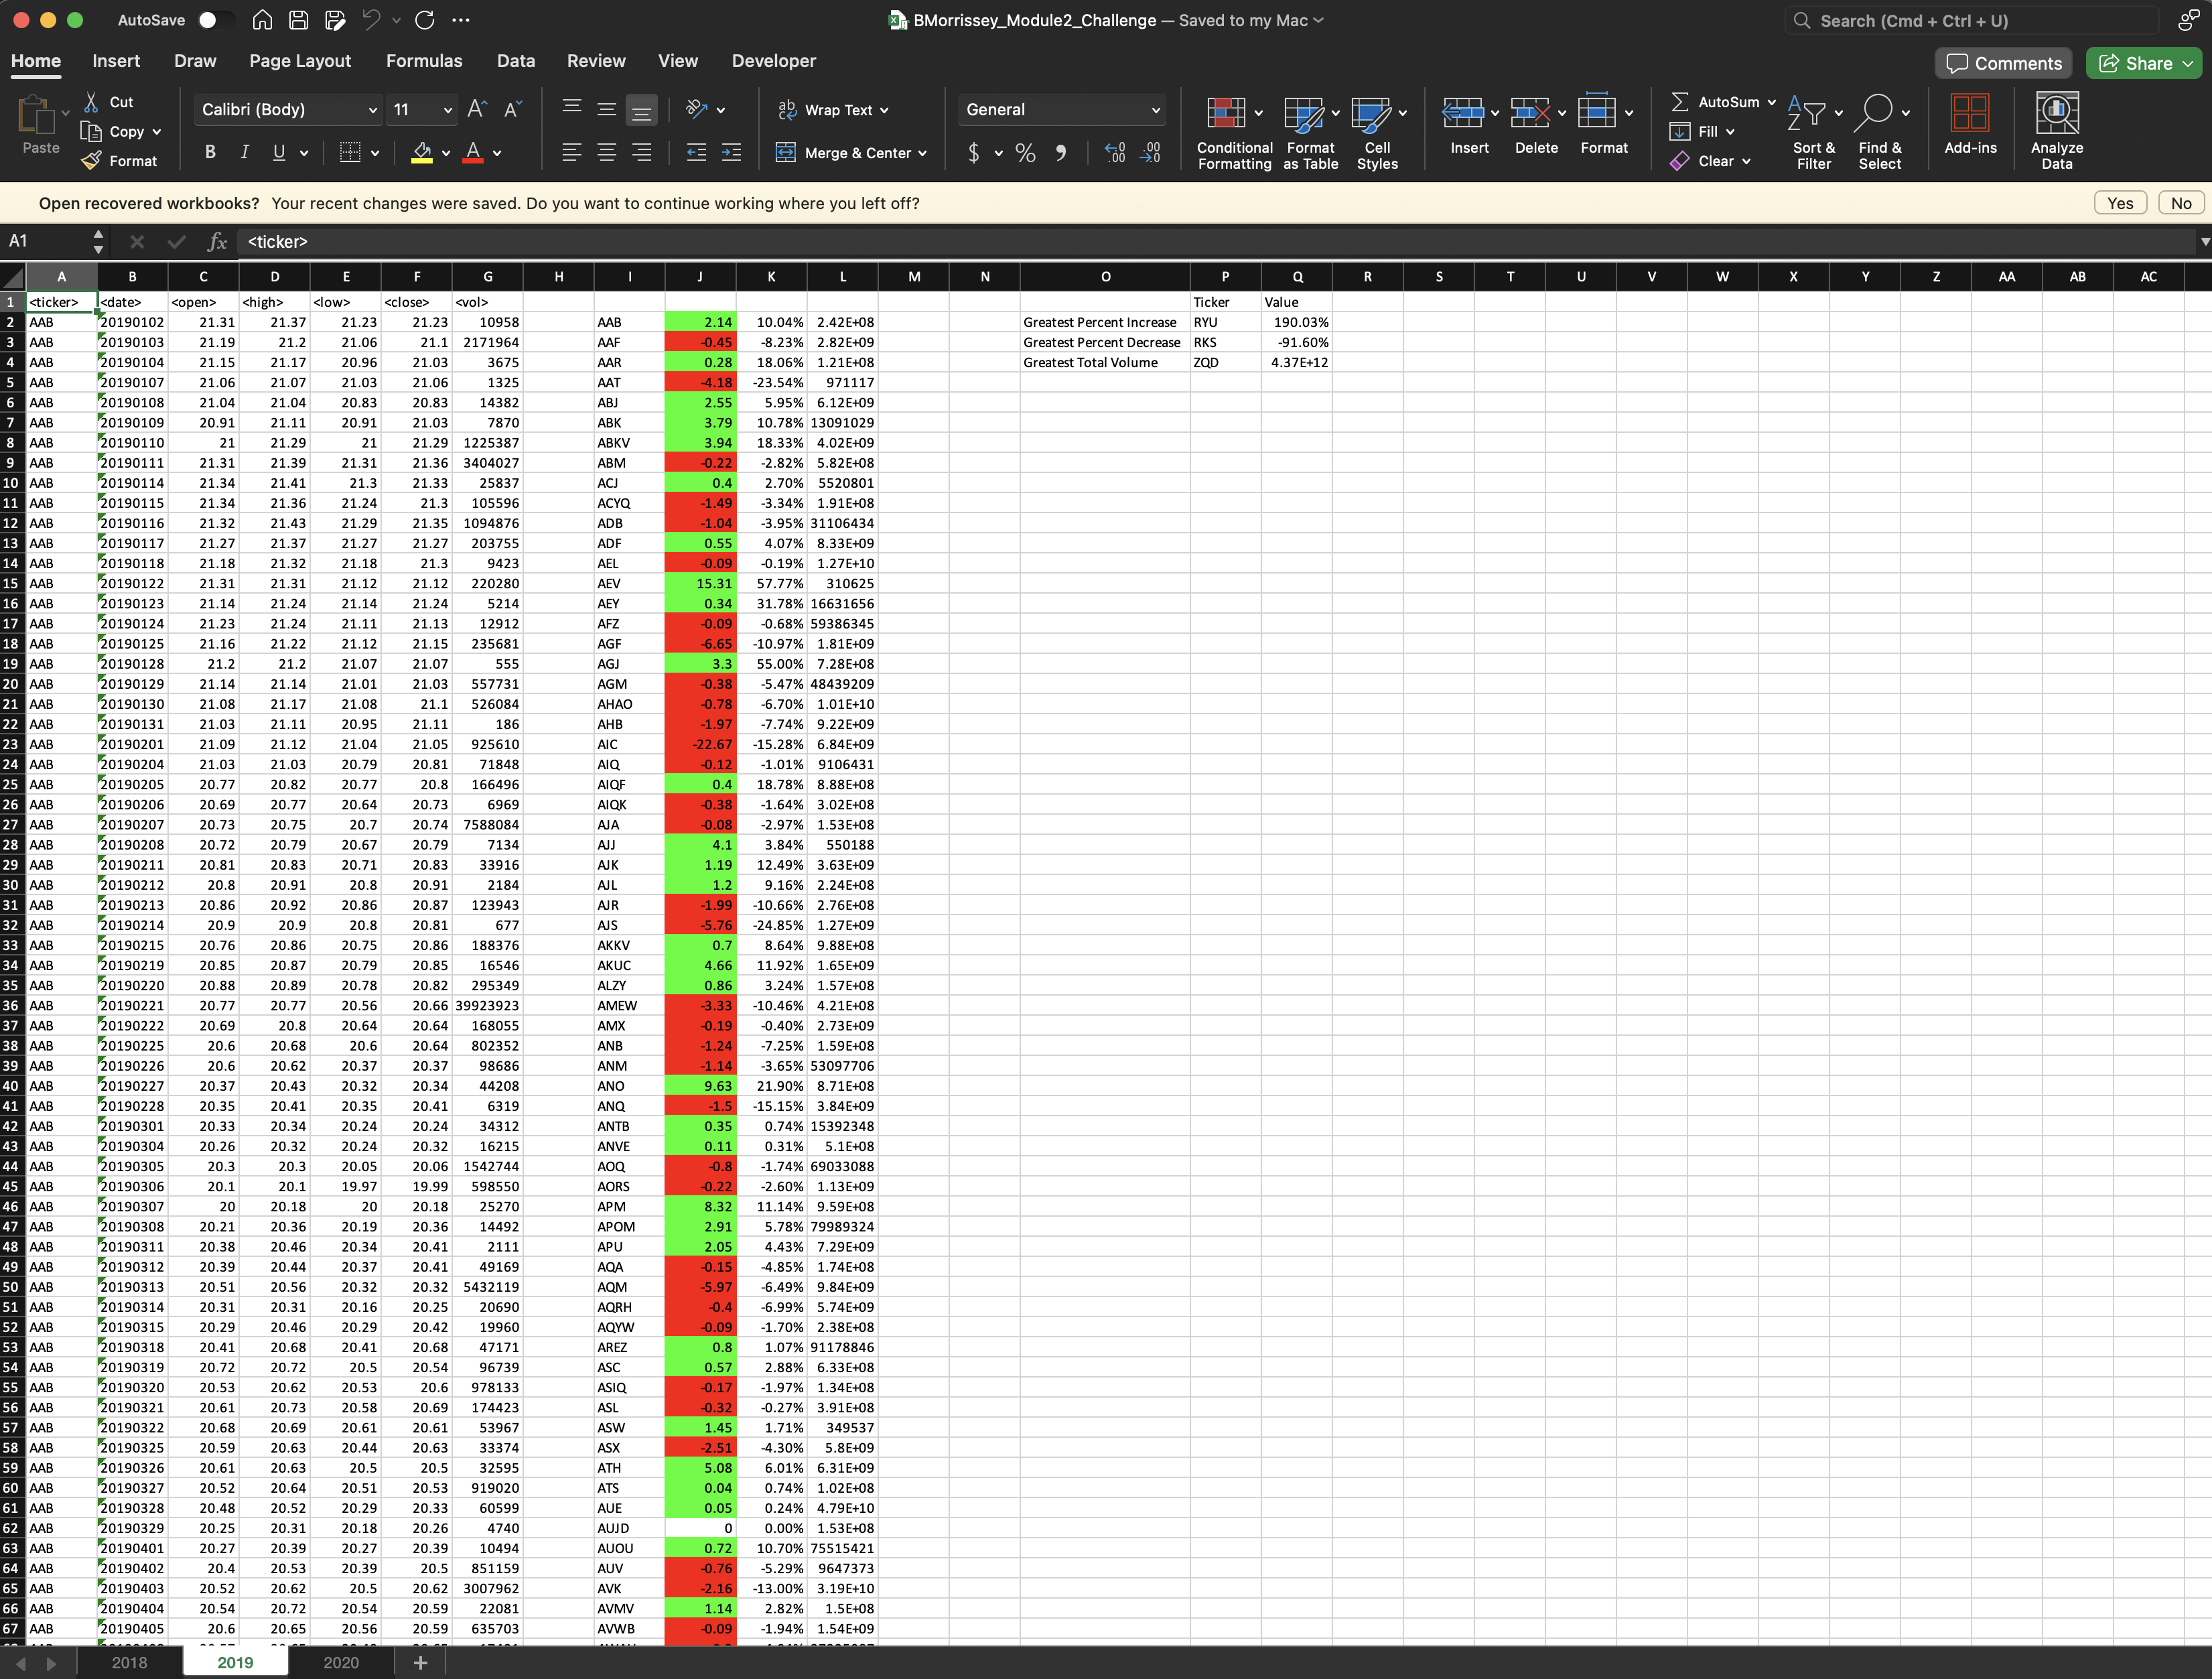 AutoSave
BMorrissey_Module2_Challenge — Saved to my Mac
Search (Cmd + Ctrl + U)
Home Insert Draw Page Layout Formulas Data Review View Developer
Comments Share
Paste Cut Copy Format
Calibri (Body) 11
B I U
Wrap Text
Merge & Center
General
$ % 9
Conditional Formatting Format as Table Cell Styles
Insert Delete Format
AutoSum Fill Clear
Sort & Filter Find & Select
Add-ins
Analyze Data
Open recovered workbooks? Your recent changes were saved. Do you want to continue working where you left off? Yes No
A1 fx <ticker>
A B C D E F G H I J K L M N O P Q R S T U V W X Y Z AA AB AC
1 <ticker> <date> <open> <high> <low> <close> <vol> Ticker Value
2 AAB 20190102 21.31 21.37 21.23 21.23 10958 AAB 2.14 10.04% 2.42E+08 Greatest Percent Increase RYU 190.03%
3 AAB 20190103 21.19 21.2 21.06 21.1 2171964 AAF -0.45 -8.23% 2.82E+09 Greatest Percent Decrease RKS -91.60%
4 AAB 20190104 21.15 21.17 20.96 21.03 3675 AAR 0.28 18.06% 1.21E+08 Greatest Total Volume ZQD 4.37E+12
5 AAB 20190107 21.06 21.07 21.03 21.06 1325 AAT -4.18 -23.54% 971117
6 AAB 20190108 21.04 21.04 20.83 20.83 14382 ABJ 2.55 5.95% 6.12E+09
7 AAB 20190109 20.91 21.11 20.91 21.03 7870 ABK 3.79 10.78% 13091029
8 AAB 20190110 21 21.29 21 21.29 1225387 ABKV 3.94 18.33% 4.02E+09
9 AAB 20190111 21.31 21.39 21.31 21.36 3404027 ABM -0.22 -2.82% 5.82E+08
10 AAB 20190114 21.34 21.41 21.3 21.33 25837 ACJ 0.4 2.70% 5520801
11 AAB 20190115 21.34 21.36 21.24 21.3 105596 ACYQ -1.49 -3.34% 1.91E+08
12 AAB 20190116 21.32 21.43 21.29 21.35 1094876 ADB -1.04 -3.95% 31106434
13 AAB 20190117 21.27 21.37 21.27 21.27 203755 ADF 0.55 4.07% 8.33E+09
14 AAB 20190118 21.18 21.32 21.18 21.3 9423 AEL -0.09 -0.19% 1.27E+10
15 AAB 20190122 21.31 21.31 21.12 21.12 220280 AEV 15.31 57.77% 310625
16 AAB 20190123 21.14 21.24 21.14 21.24 5214 AEY 0.34 31.78% 16631656
17 AAB 20190124 21.23 21.24 21.11 21.13 12912 AFZ -0.09 -0.68% 59386345
18 AAB 20190125 21.16 21.22 21.12 21.15 235681 AGF -6.65 -10.97% 1.81E+09
19 AAB 20190128 21.2 21.2 21.07 21.07 555 AGJ 3.3 55.00% 7.28E+08
20 AAB 20190129 21.14 21.14 21.01 21.03 557731 AGM -0.38 -5.47% 48439209
21 AAB 20190130 21.08 21.17 21.08 21.1 526084 AHAO -0.78 -6.70% 1.01E+10
22 AAB 20190131 21.03 21.11 20.95 21.11 186 AHB -1.97 -7.74% 9.22E+09
23 AAB 20190201 21.09 21.12 21.04 21.05 925610 AIC -22.67 -15.28% 6.84E+09
24 AAB 20190204 21.03 21.03 20.79 20.81 71848 AIQ -0.12 -1.01% 9106431
25 AAB 20190205 20.77 20.82 20.77 20.8 166496 AIQF 0.4 18.78% 8.88E+08
26 AAB 20190206 20.69 20.77 20.64 20.73 6969 AIQK -0.38 -1.64% 3.02E+08
27 AAB 20190207 20.73 20.75 20.7 20.74 7588084 AJA -0.08 -2.97% 1.53E+08
28 AAB 20190208 20.72 20.79 20.67 20.79 7134 AJJ 4.1 3.84% 550188
29 AAB 20190211 20.81 20.83 20.71 20.83 33916 AJK 1.19 12.49% 3.63E+09
30 AAB 20190212 20.8 20.91 20.8 20.91 2184 AJL 1.2 9.16% 2.24E+08
31 AAB 20190213 20.86 20.92 20.86 20.87 123943 AJR -1.99 -10.66% 2.76E+08
32 AAB 20190214 20.9 20.9 20.8 20.81 677 AJS -5.76 -24.85% 1.27E+09
33 AAB 20190215 20.76 20.86 20.75 20.86 188376 AKKV 0.7 8.64% 9.88E+08
34 AAB 20190219 20.85 20.87 20.79 20.85 16546 AKUC 4.66 11.92% 1.65E+09
35 AAB 20190220 20.88 20.89 20.78 20.82 295349 ALZY 0.86 3.24% 1.57E+08
36 AAB 20190221 20.77 20.77 20.56 20.66 39923923 AMEW -3.33 -10.46% 4.21E+08
37 AAB 20190222 20.69 20.8 20.64 20.64 168055 AMX -0.19 -0.40% 2.73E+09
38 AAB 20190225 20.6 20.68 20.6 20.64 802352 ANB -1.24 -7.25% 1.59E+08
39 AAB 20190226 20.6 20.62 20.37 20.37 98686 ANM -1.14 -3.65% 53097706
40 AAB 20190227 20.37 20.43 20.32 20.34 44208 ANO 9.63 21.90% 8.71E+08
41 AAB 20190228 20.35 20.41 20.35 20.41 6319 ANQ -1.5 -15.15% 3.84E+09
42 AAB 20190301 20.33 20.34 20.24 20.24 34312 ANTB 0.35 0.74% 15392348
43 AAB 20190304 20.26 20.32 20.24 20.32 16215 ANVE 0.11 0.31% 5.1E+08
44 AAB 20190305 20.3 20.3 20.05 20.06 1542744 AOQ -0.8 -1.74% 69033088
45 AAB 20190306 20.1 20.1 19.97 19.99 598550 AORS -0.22 -2.60% 1.13E+09
46 AAB 20190307 20 20.18 20 20.18 25270 APM 8.32 11.14% 9.59E+08
47 AAB 20190308 20.21 20.36 20.19 20.36 14492 APOM 2.91 5.78% 79989324
48 AAB 20190311 20.38 20.46 20.34 20.41 2111 APU 2.05 4.43% 7.29E+09
49 AAB 20190312 20.39 20.44 20.37 20.41 49169 AQA -0.15 -4.85% 1.74E+08
50 AAB 20190313 20.51 20.56 20.32 20.32 5432119 AQM -5.97 -6.49% 9.84E+09
51 AAB 20190314 20.31 20.31 20.16 20.25 20690 AQRH -0.4 -6.99% 5.74E+09
52 AAB 20190315 20.29 20.46 20.29 20.42 19960 AQYW -0.09 -1.70% 2.38E+08
53 AAB 20190318 20.41 20.68 20.41 20.68 47171 AREZ 0.8 1.07% 91178846
54 AAB 20190319 20.72 20.72 20.5 20.54 96739 ASC 0.57 2.88% 6.33E+08
55 AAB 20190320 20.53 20.62 20.53 20.6 978133 ASIQ -0.17 -1.97% 1.34E+08
56 AAB 20190321 20.61 20.73 20.58 20.69 174423 ASL -0.32 -0.27% 3.91E+08
57 AAB 20190322 20.68 20.69 20.61 20.61 53967 ASW 1.45 1.71% 349537
58 AAB 20190325 20.59 20.63 20.44 20.63 33374 ASX -2.51 -4.30% 5.8E+09
59 AAB 20190326 20.61 20.63 20.5 20.5 32595 ATH 5.08 6.01% 6.31E+09
60 AAB 20190327 20.52 20.64 20.51 20.53 919020 ATS 0.04 0.74% 1.02E+08
61 AAB 20190328 20.48 20.52 20.29 20.33 60599 AUE 0.05 0.24% 4.79E+10
62 AAB 20190329 20.25 20.31 20.18 20.26 4740 AUJD 0 0.00% 1.53E+08
63 AAB 20190401 20.27 20.39 20.27 20.39 10494 AUOU 0.72 10.70% 75515421
64 AAB 20190402 20.4 20.53 20.39 20.5 851159 AUV -0.76 -5.29% 9647373
65 AAB 20190403 20.52 20.62 20.5 20.62 3007962 AVK -2.16 -13.00% 3.19E+10
66 AAB 20190404 20.54 20.72 20.54 20.59 22081 AVMV 1.14 2.82% 1.5E+08
67 AAB 20190405 20.6 20.65 20.56 20.59 635703 AVWB -0.09 -1.94% 1.54E+09
2018 2019 2020 +